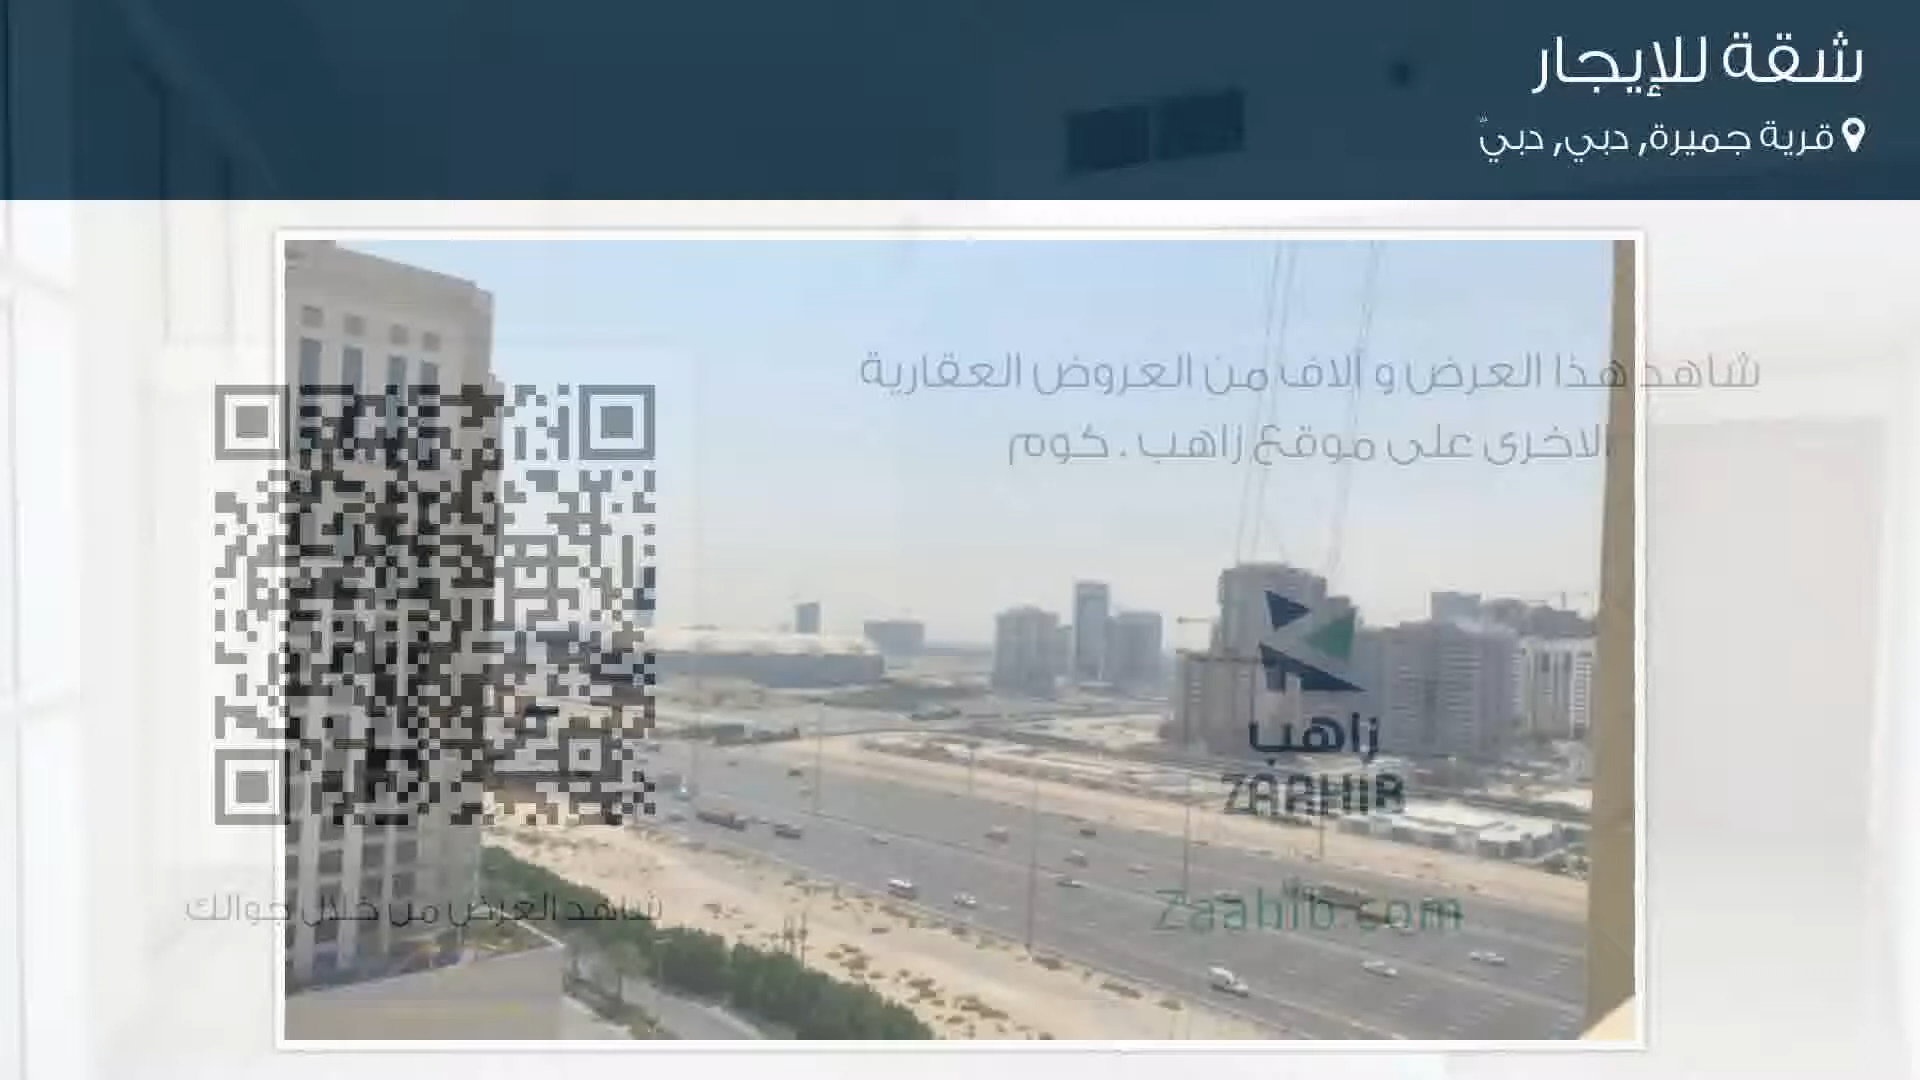 شقة للإيجار
قرية جميرة, دبي, دبيّ
شاهد هذا العرض و آلاف من العروض العقارية
الاخرى على موقع زاهب . كوم
زاهب
ZAAHIB
شاهد العرض من خلال جوالك
Zaahib.com